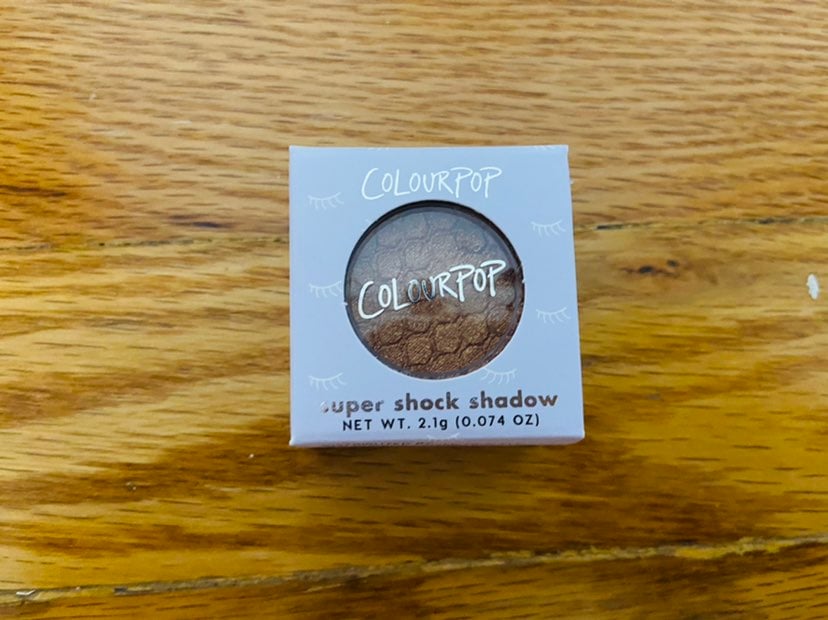 COLOURPOP
COLOURPOP
super shock shadow
NET WT. 2.1g (0.074 OZ)